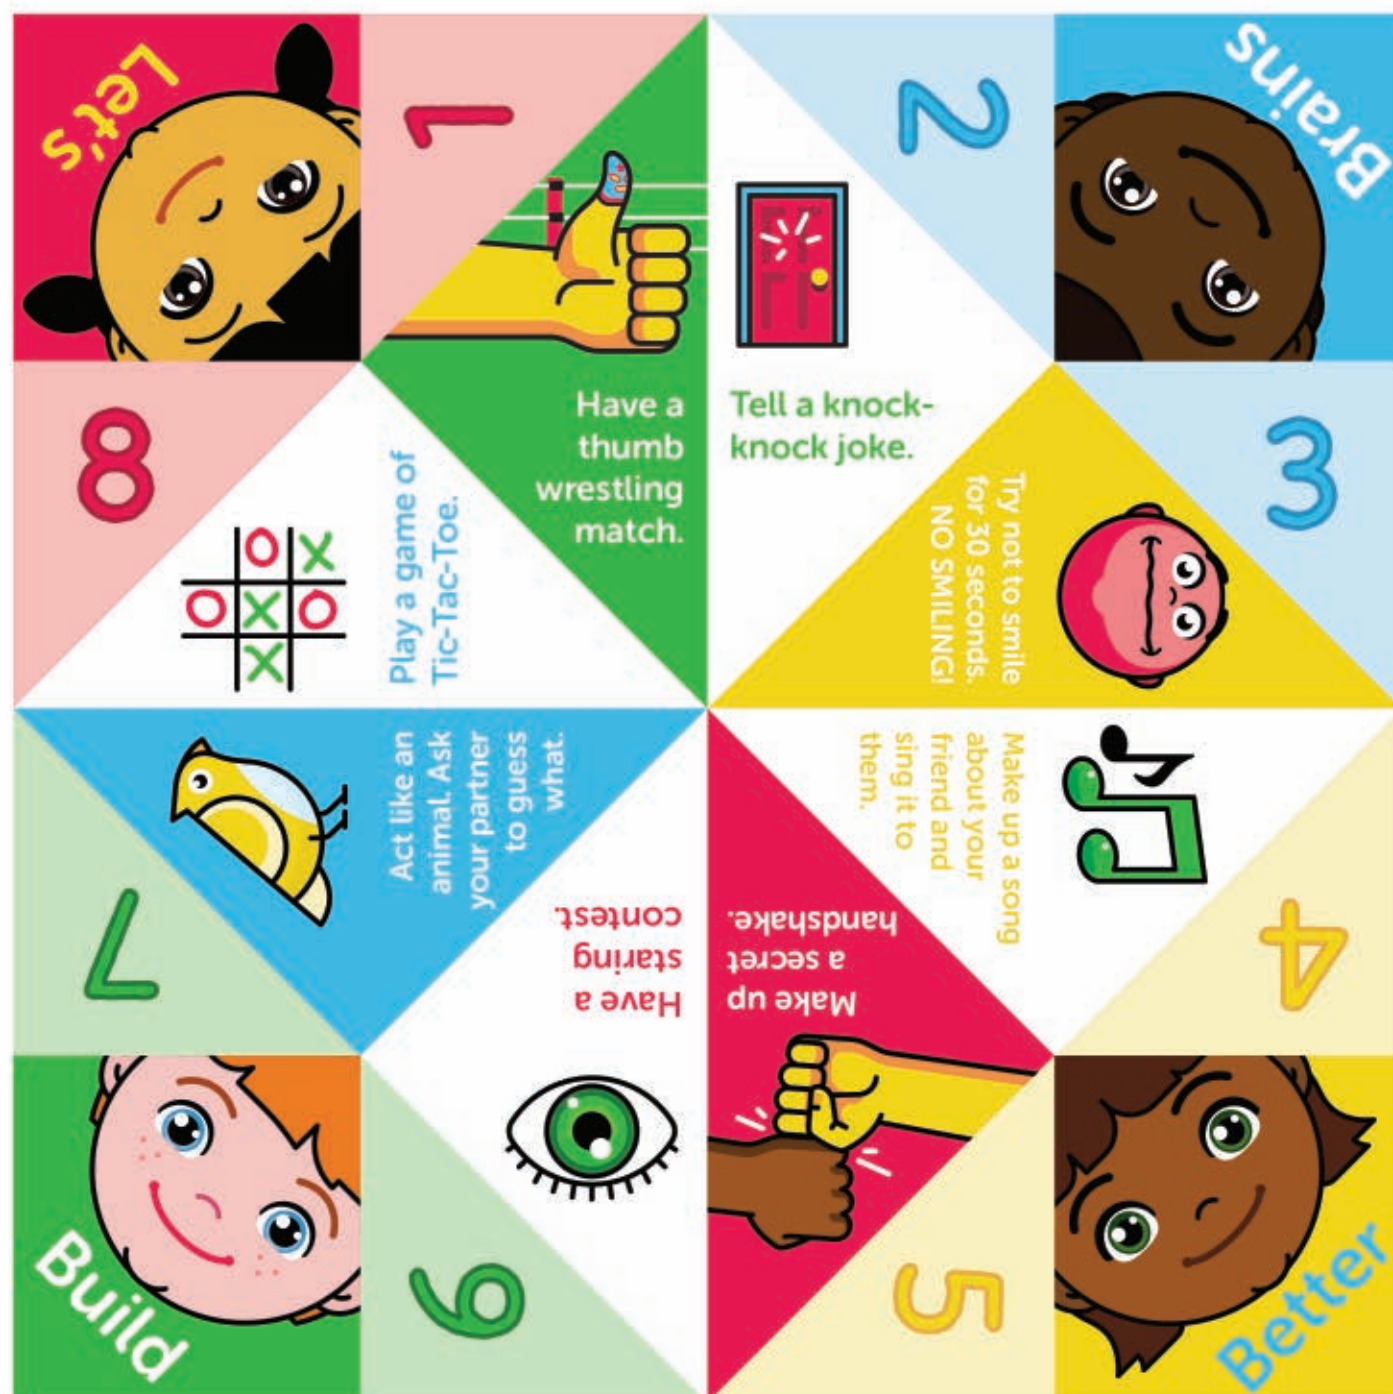 Let's
Build
Better
Brains
1
Have a
thumb
wrestling
match.
2
Tell a knock-
knock joke.
3
Try not to smile
for 30 seconds.
NO SMILING!
4
Make up a song
about your
friend and
sing it to
them.
5
Make up
a secret
handshake.
6
Have a
staring
contest.
7
Act like an
animal. Ask
your partner
to guess
what.
8
Play a game of
Tic-Tac-Toe.
O X
O X O
X